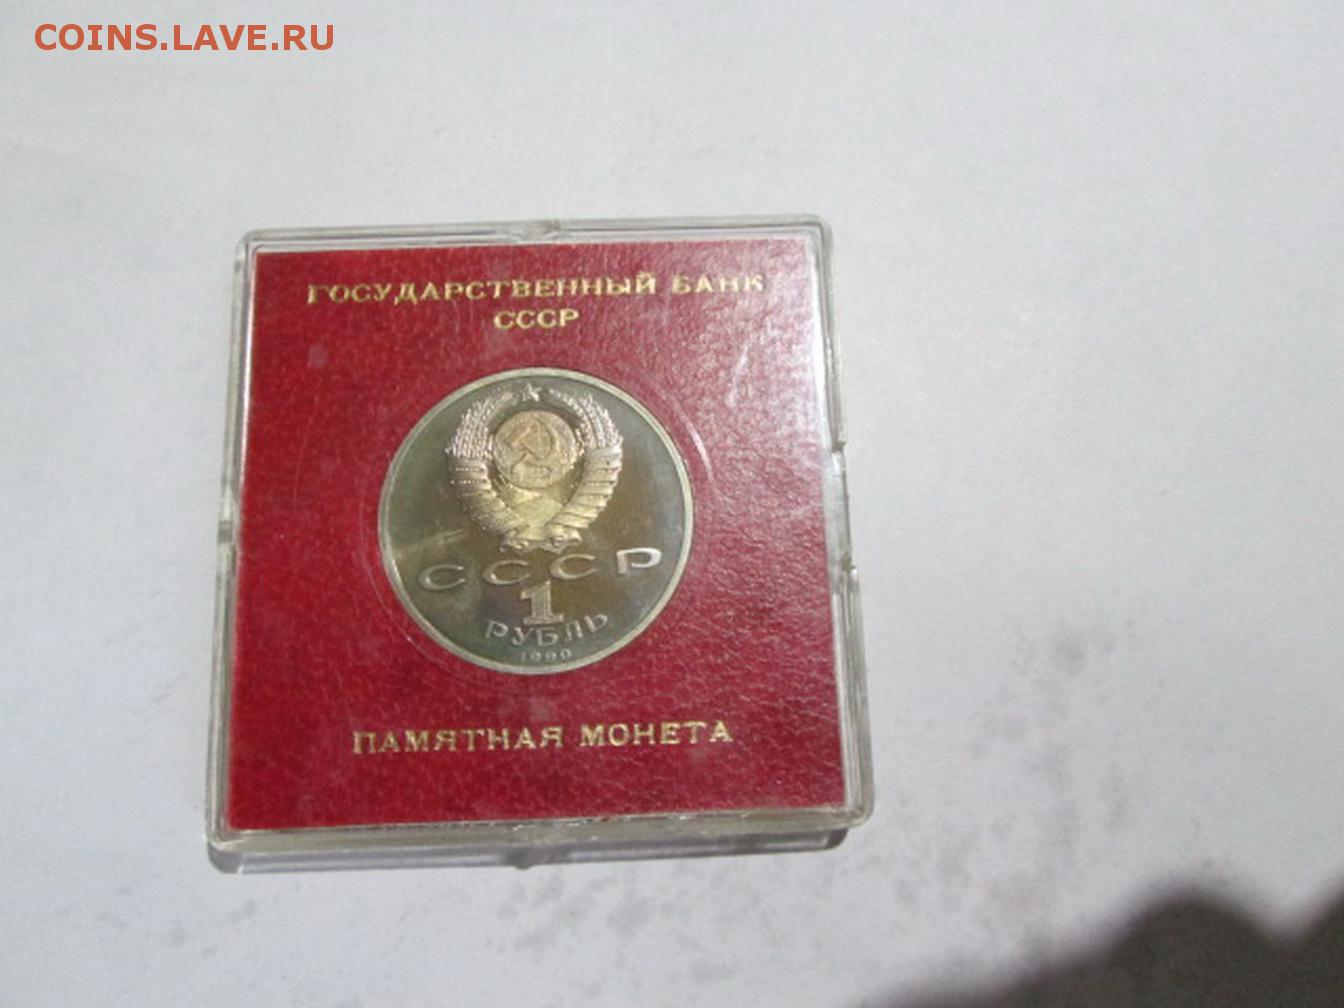 COINS.LAVE.RU
ГОСУДАРСТВЕННЫЙ БАНК
СССР
СССР
1
РУБЛЬ
1990
ПАМЯТНАЯ МОНЕТА